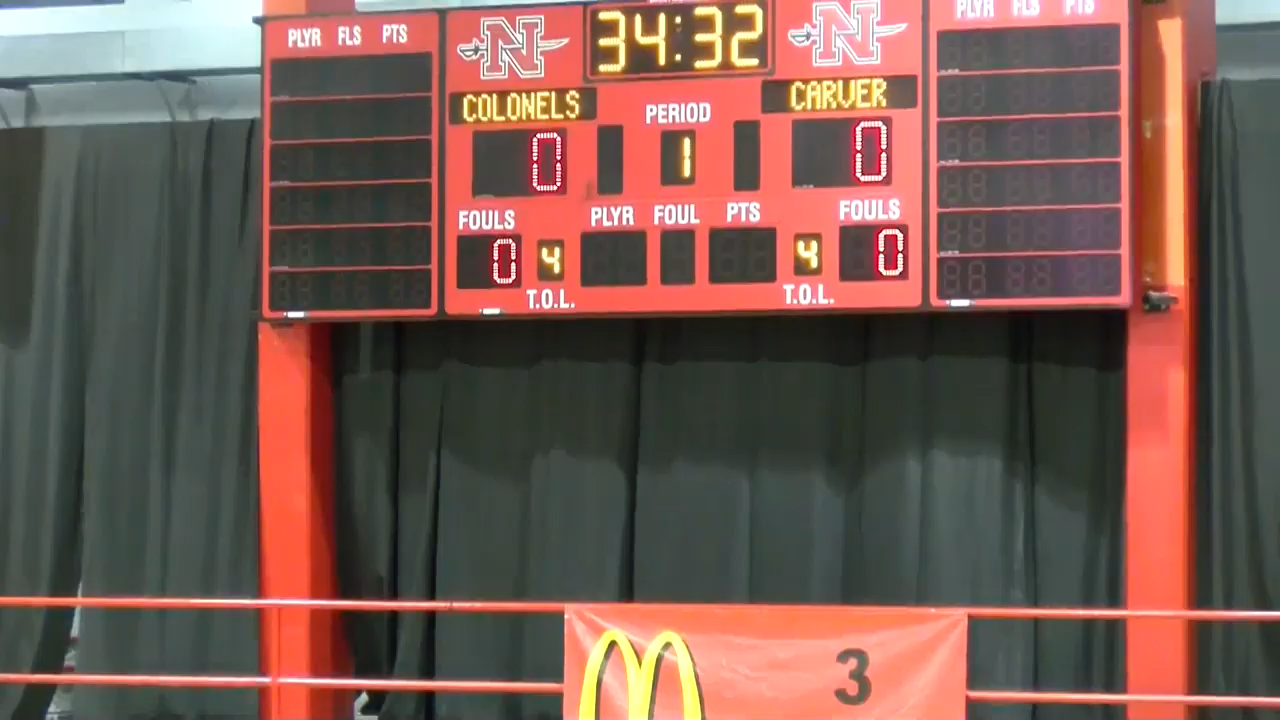 PLYR FLS PTS
N
34:32
N
PLYR FLS PTS
COLONELS
CARVER
PERIOD
0
1
0
FOULS
PLYR FOUL PTS
FOULS
0
4
4
0
T.O.L.
T.O.L.
M
3